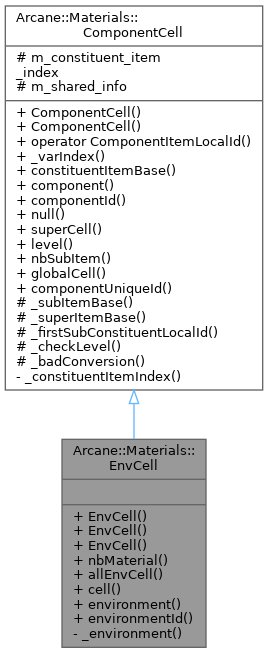 Arcane::Materials::
ComponentCell
# m_constituent_item
_index
# m_shared_info
+ ComponentCell()
+ ComponentCell()
+ operator ComponentItemLocalId()
+ _varIndex()
+ constituentItemBase()
+ component()
+ componentId()
+ null()
+ superCell()
+ level()
+ nbSubItem()
+ globalCell()
+ componentUniqueId()
# _subItemBase()
# _superItemBase()
# _firstSubConstituentLocalId()
# _checkLevel()
# _badConversion()
- _constituentItemIndex()
Arcane::Materials::
EnvCell
+ EnvCell()
+ EnvCell()
+ EnvCell()
+ nbMaterial()
+ allEnvCell()
+ cell()
+ environment()
+ environmentId()
- _environment()